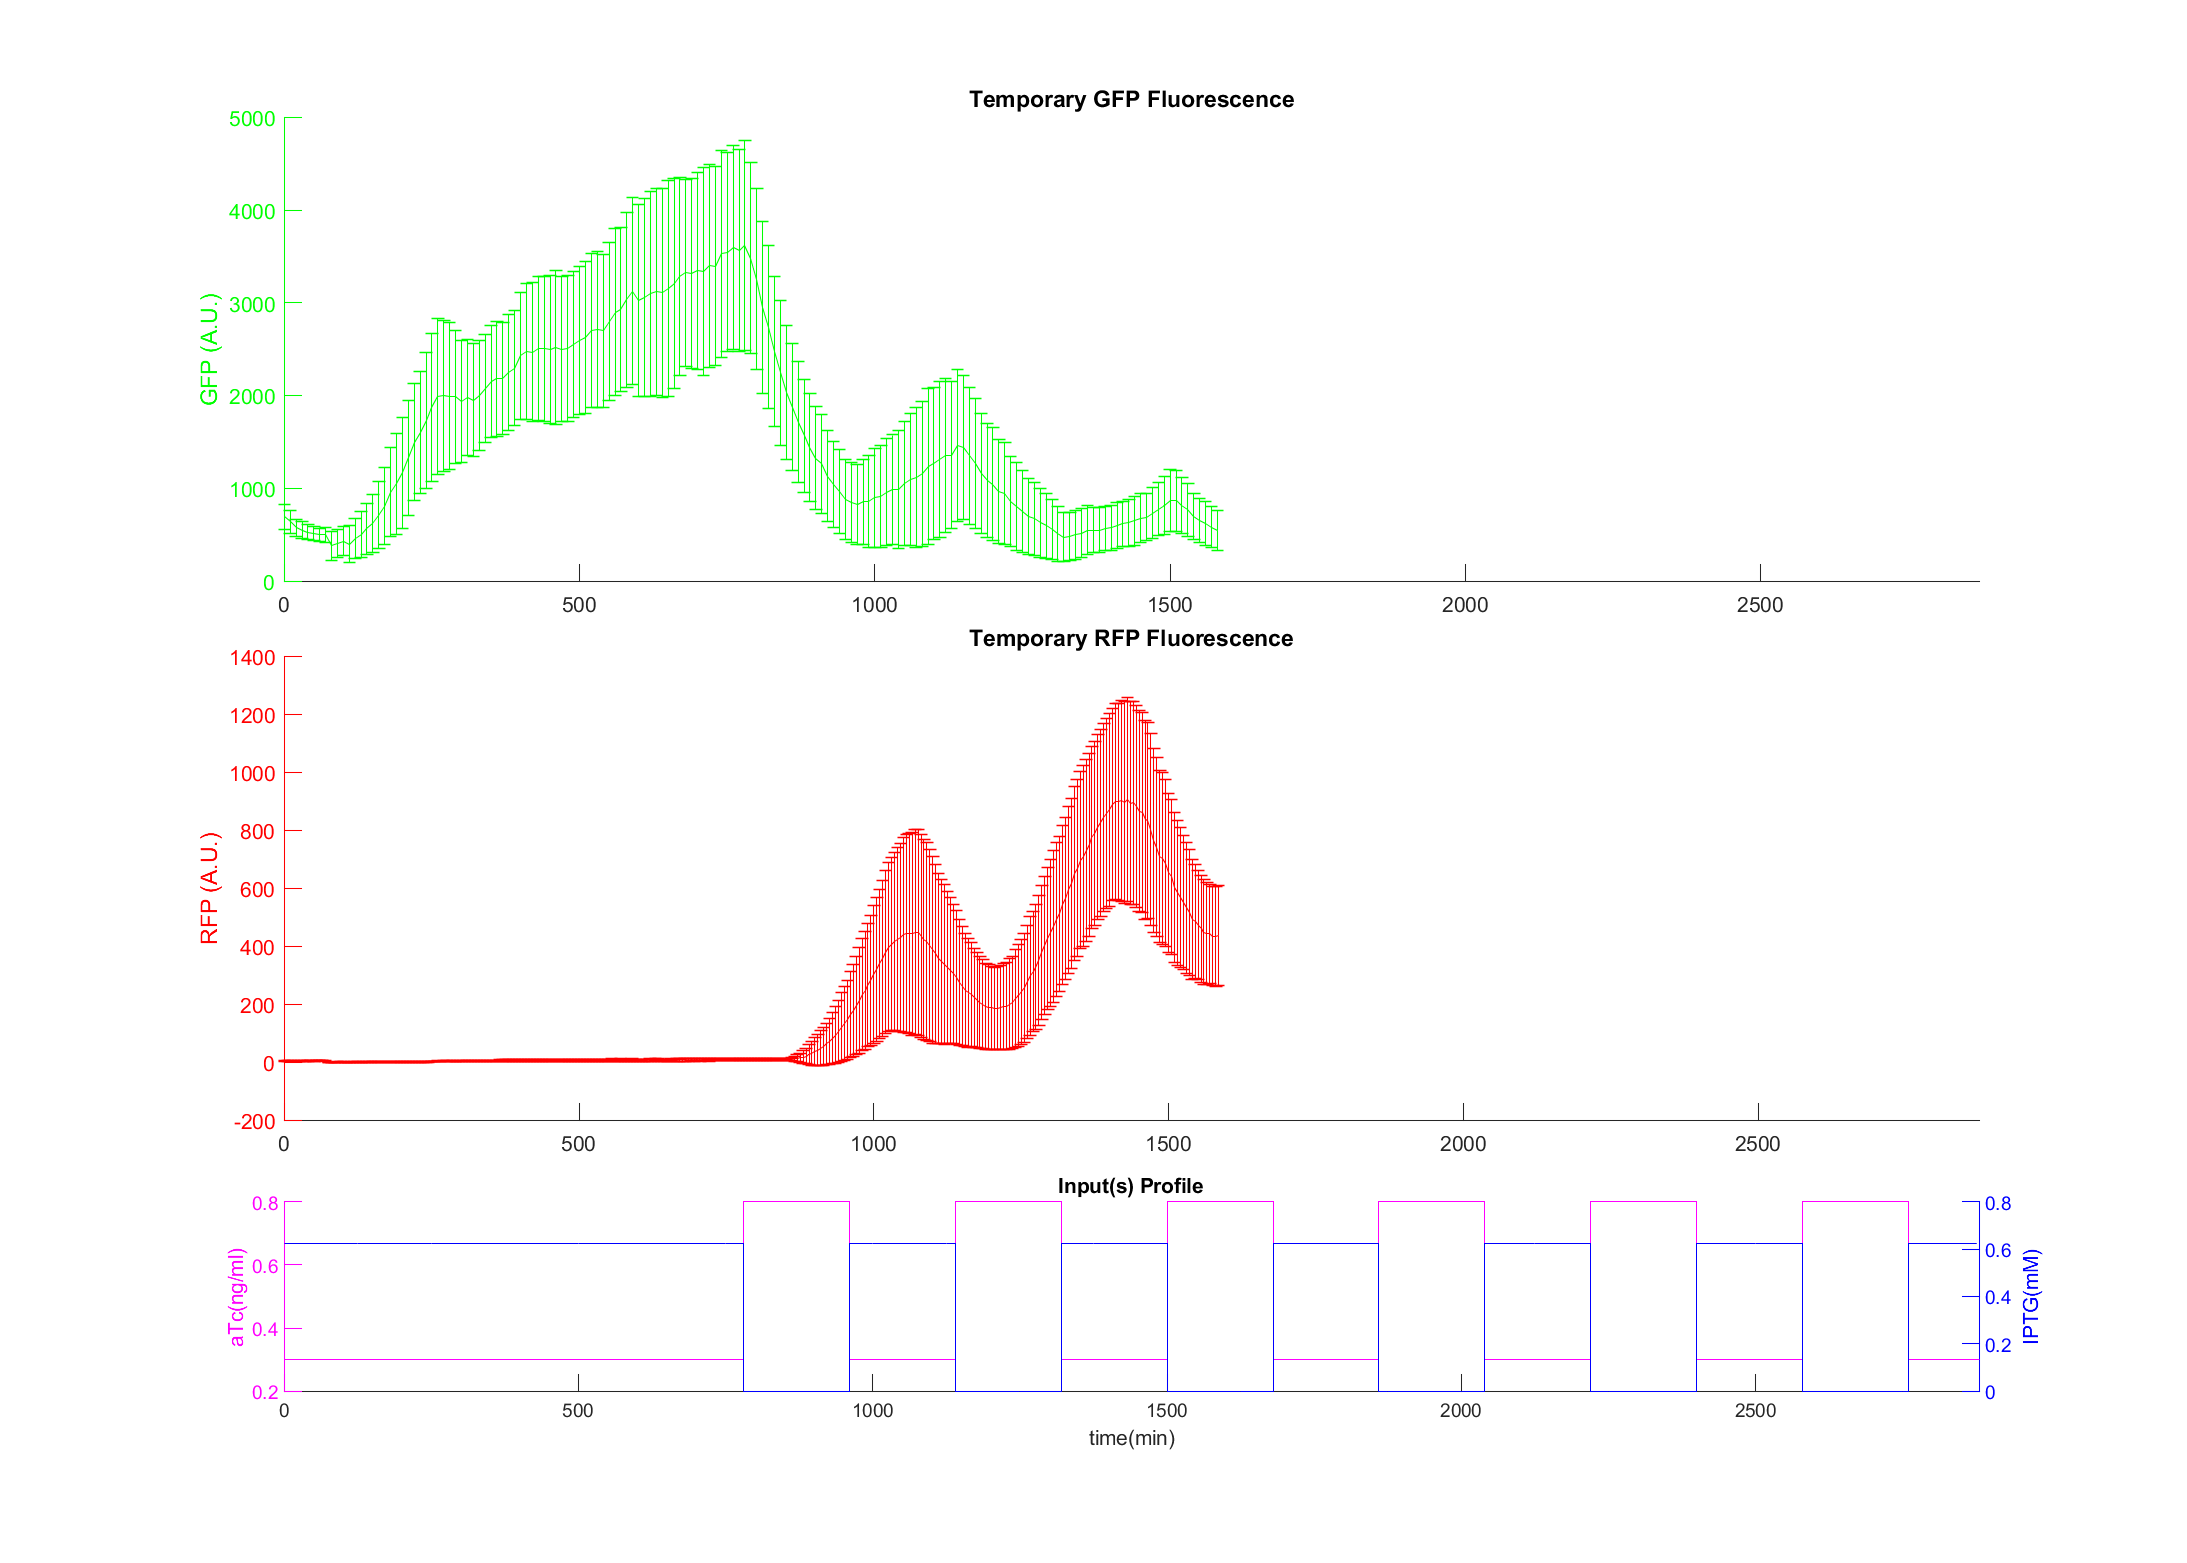 Temporary GFP Fluorescence
5000
4000
3000
2000
1000
0
GFP (A.U.)
0 500 1000 1500 2000 2500
Temporary RFP Fluorescence
1400
1200
1000
800
600
400
200
0
-200
RFP (A.U.)
0 500 1000 1500 2000 2500
Input(s) Profile
0.8
0.6
0.4
0.2
aTc(ng/ml)
0.8
0.6
0.4
0.2
0
IPTG(mM)
0 500 1000 1500 2000 2500
time(min)